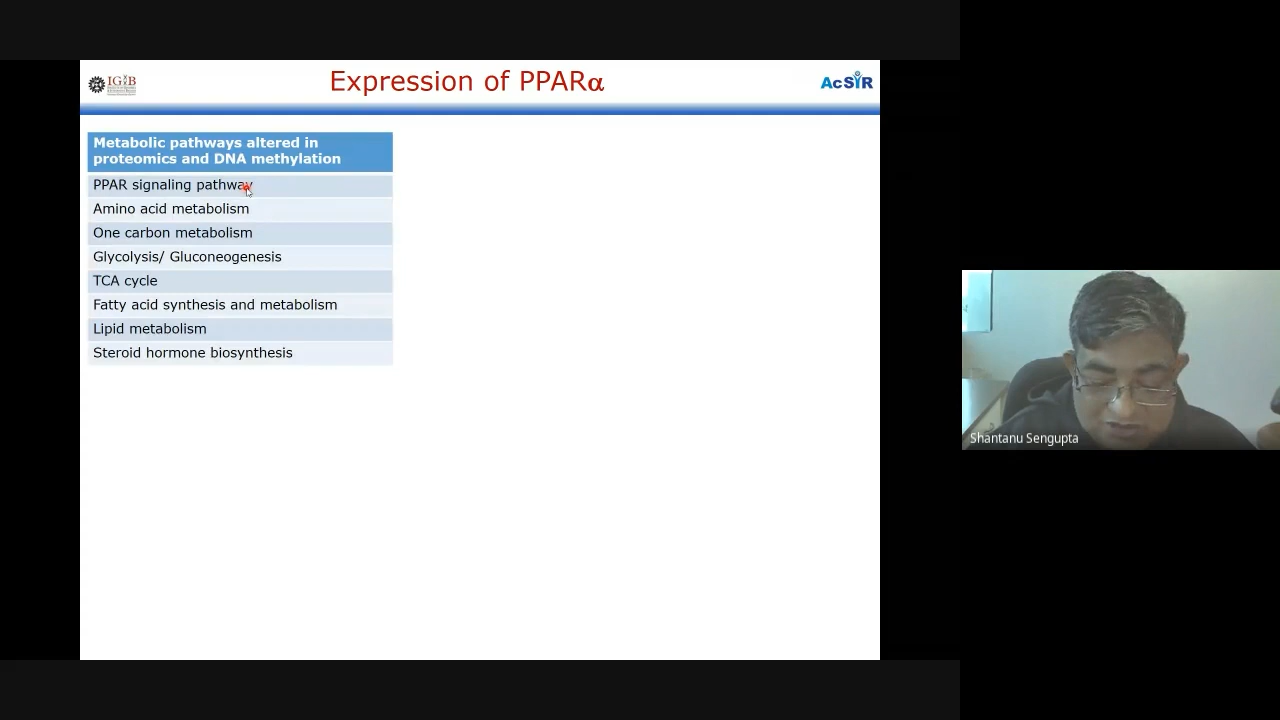 IGIB
Expression of PPARα
AcSIR
Metabolic pathways altered in
proteomics and DNA methylation
PPAR signaling pathway
Amino acid metabolism
One carbon metabolism
Glycolysis/ Gluconeogenesis
TCA cycle
Fatty acid synthesis and metabolism
Lipid metabolism
Steroid hormone biosynthesis
Shantanu Sengupta